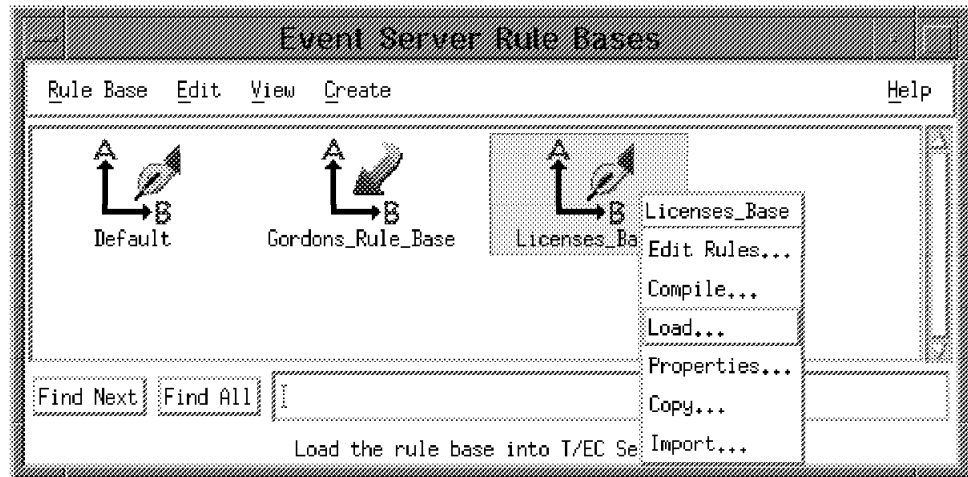 Event Server Rule Bases
Rule Base Edit View Create Help
A
B
Default
A
B
Gordons_Rule_Base
A
B
Licenses_Ba
Licenses_Base
Edit Rules...
Compile...
Load...
Properties...
Copy...
Import...
Find Next Find All
Load the rule base into T/EC Se